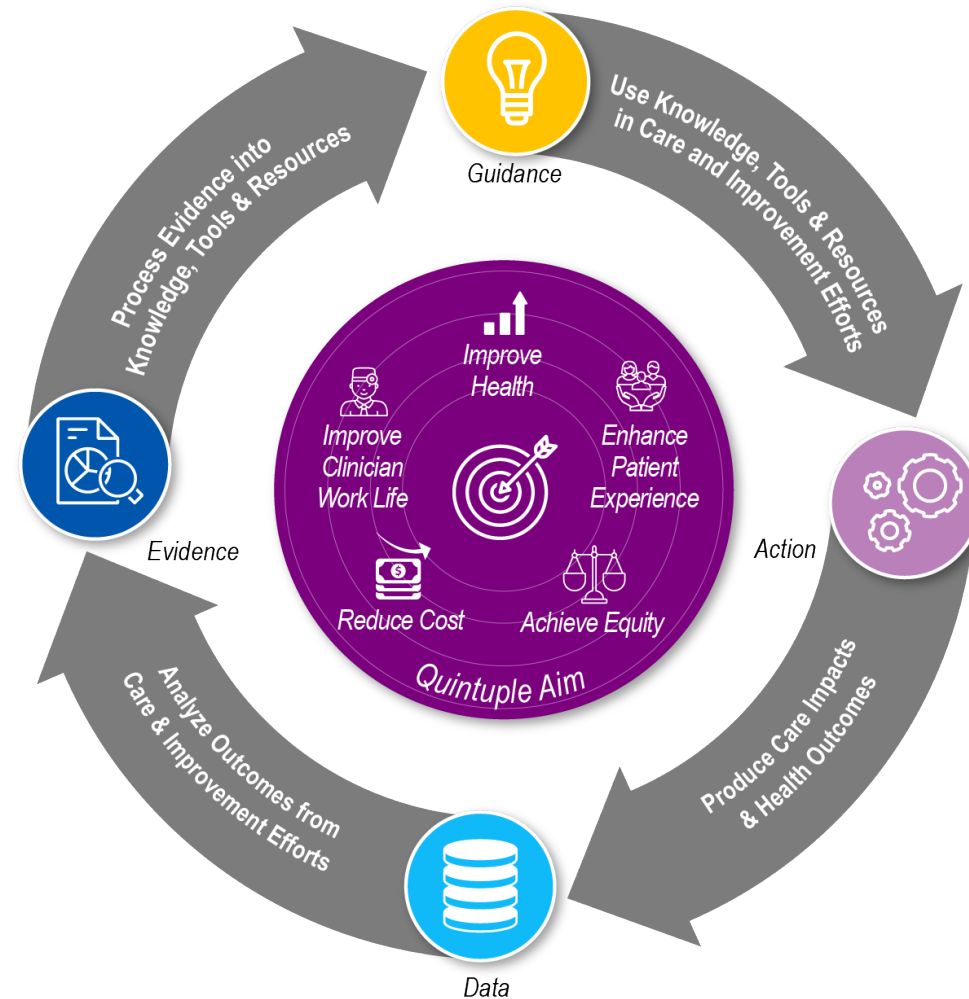 Guidance
Use Knowledge, Tools & Resources
in Care and Improvement Efforts
Action
Produce Care Impacts
& Health Outcomes
Data
Analyze Outcomes from
Care & Improvement Efforts
Evidence
Process Evidence into
Knowledge, Tools & Resources
Improve
Health
Enhance
Patient
Experience
Achieve Equity
$
Reduce Cost
Improve
Clinician
Work Life
Quintuple Aim